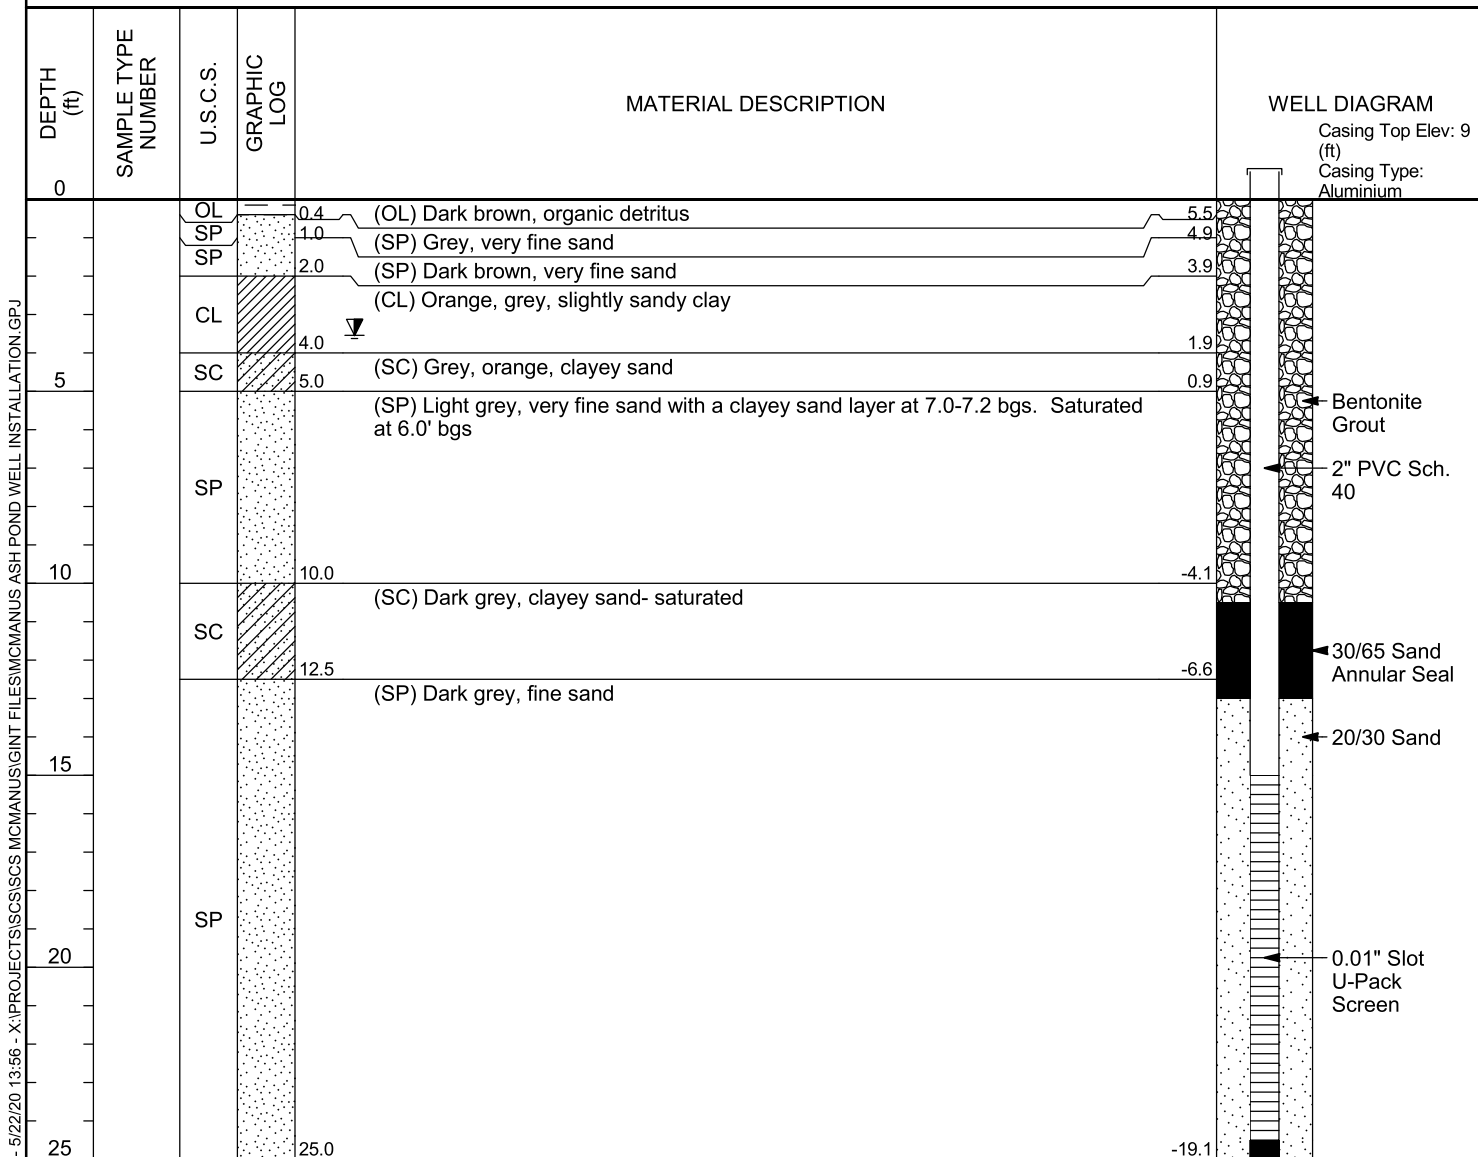 DEPTH
(ft)
SAMPLE TYPE
NUMBER
U.S.C.S.
GRAPHIC
LOG
MATERIAL DESCRIPTION
WELL DIAGRAM
Casing Top Elev: 9
(ft)
Casing Type:
Aluminium
0
OL 0.4 (OL) Dark brown, organic detritus 5.5
SP 1.0 (SP) Grey, very fine sand 4.9
SP 2.0 (SP) Dark brown, very fine sand 3.9
(CL) Orange, grey, slightly sandy clay
CL
4.0 1.9
SC (SC) Grey, orange, clayey sand
5 5.0 0.9
(SP) Light grey, very fine sand with a clayey sand layer at 7.0-7.2 bgs. Saturated
at 6.0' bgs
Bentonite
Grout
2" PVC Sch.
40
SP
10 10.0 -4.1
(SC) Dark grey, clayey sand- saturated
SC
30/65 Sand
Annular Seal
12.5 -6.6
(SP) Dark grey, fine sand
20/30 Sand
15
SP
20
0.01" Slot
U-Pack
Screen
25 25.0 -19.1
- 5/22/20 13:56 - X:\PROJECTS\SCS\SCS MCMANUS\GINT FILES\MCMANUS ASH POND WELL INSTALLATION.GPJ